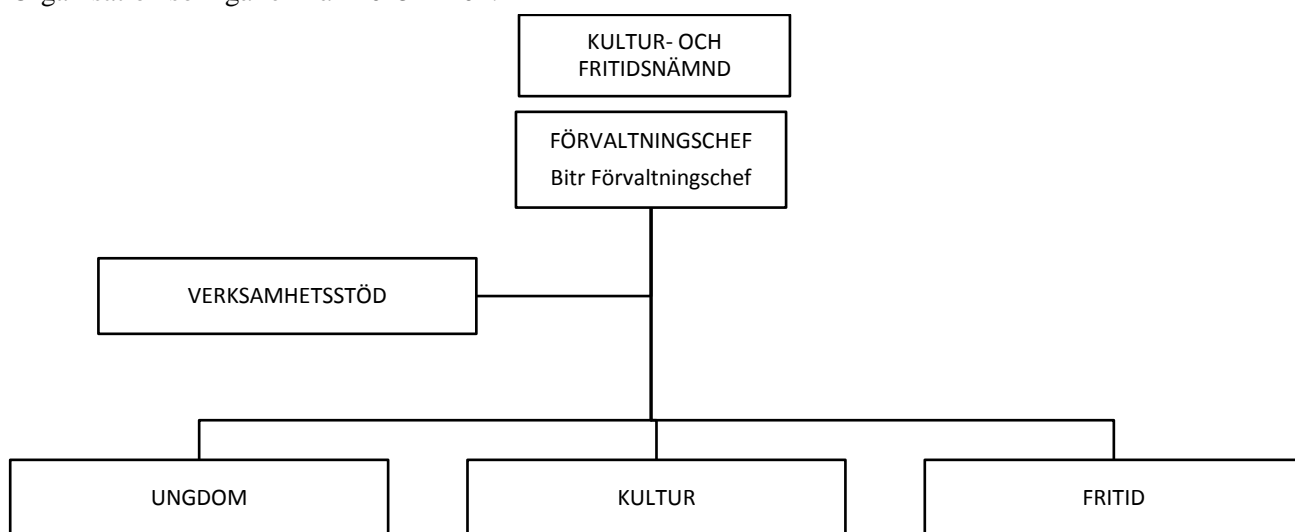 KULTUR- OCH
FRITIDSNÄMND
FÖRVALTNINGSCHEF
Bitr Förvaltningschef
VERKSAMHETSSTÖD
UNGDOM
KULTUR
FRITID